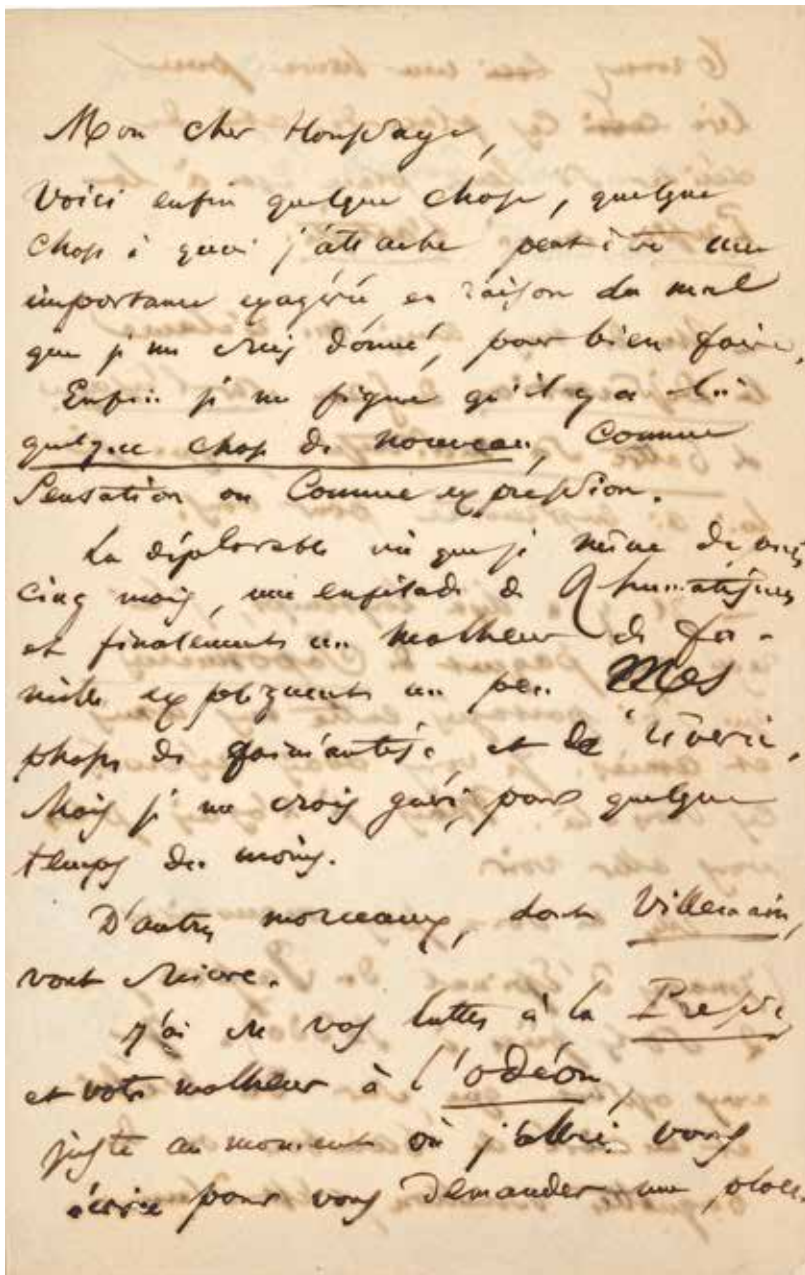 Mon cher Houssaye,
Voici enfin quelque chose, quelque
chose à quoi j'attache peut-être une
importance exagérée, en raison du mal
que je me suis donné, pour bien faire,
Enfin je me figure qu'il y a là
quelque chose de nouveau, comme
sensation ou comme expression.
La déplorable vie que je mène depuis
cinq mois, une enfilade de Rhumatismes
et finalement un malheur de fa-
mille expliquent un peu Mes
phases de fainéantise et de rêverie.
Mais je me crois guéri, pour quelque
temps du moins.
D'autres morceaux, dont Villemain,
vont suivre.
J'ai su vos luttes à la Presse,
et votre malheur à l'Odéon,
juste au moment où j'allais vous
écrire pour vous demander une place.